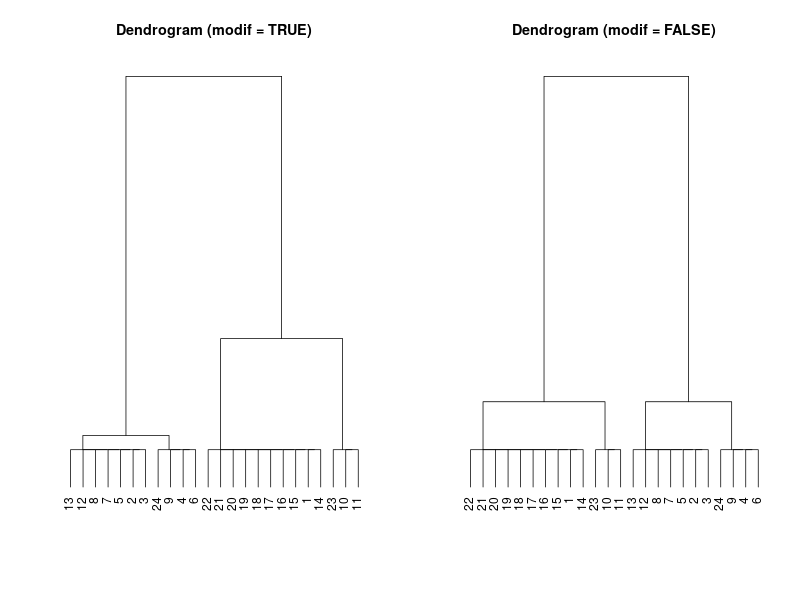 Dendrogram (modif = TRUE)
13 12 8 7 5 2 3 24 9 4 6 22 21 20 19 18 17 16 15 1 14 23 10 11
Dendrogram (modif = FALSE)
22 21 20 19 18 17 16 15 1 14 23 10 11 13 12 8 7 5 2 3 24 9 4 6